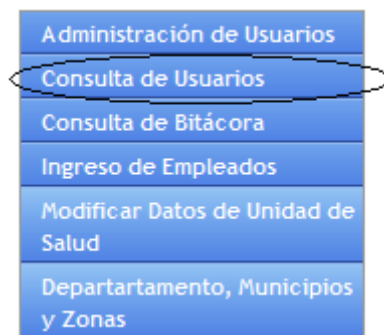 Administración de Usuarios
Consulta de Usuarios
Consulta de Bitácora
Ingreso de Empleados
Modificar Datos de Unidad de
Salud
Departartamento, Municipios
y Zonas